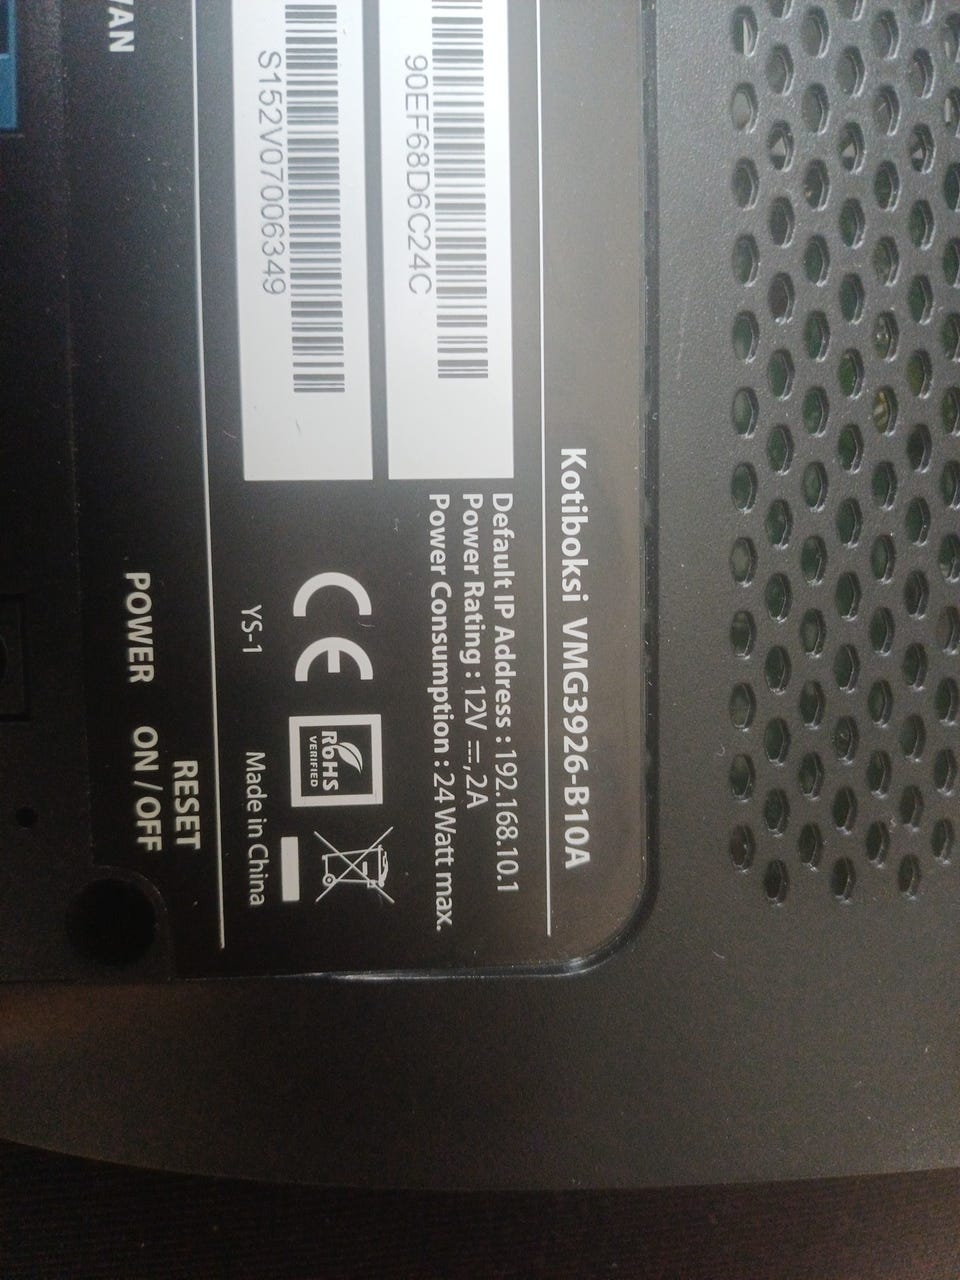 Kotiboksi VMG3926-B10A
90EF68D6C24C
Default IP Address : 192.168.10.1
Power Rating : 12V ⎓, 2A
Power Consumption : 24 Watt max.
S152V07006349
CE
RoHS
VERIFIED
YS-1
Made in China
RESET
POWER ON / OFF